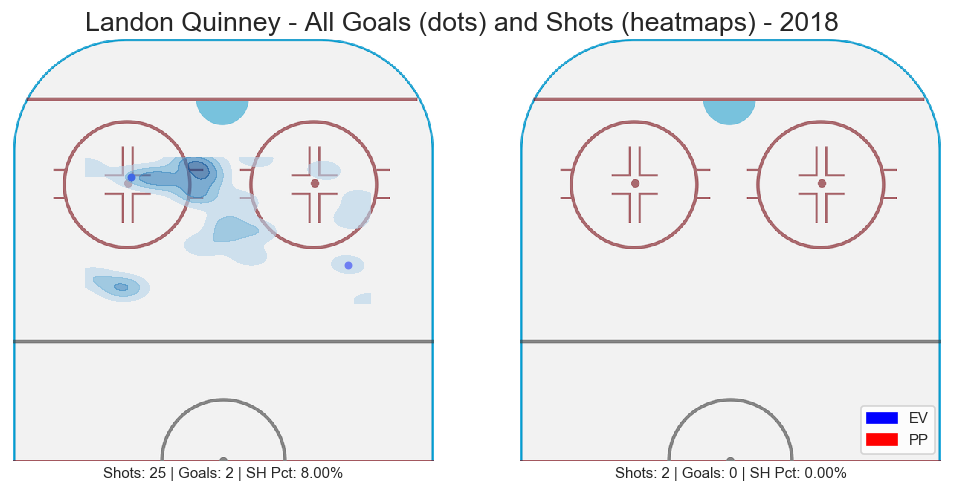 Landon Quinney - All Goals (dots) and Shots (heatmaps) - 2018
EV
PP
Shots: 25 | Goals: 2 | SH Pct: 8.00%
Shots: 2 | Goals: 0 | SH Pct: 0.00%